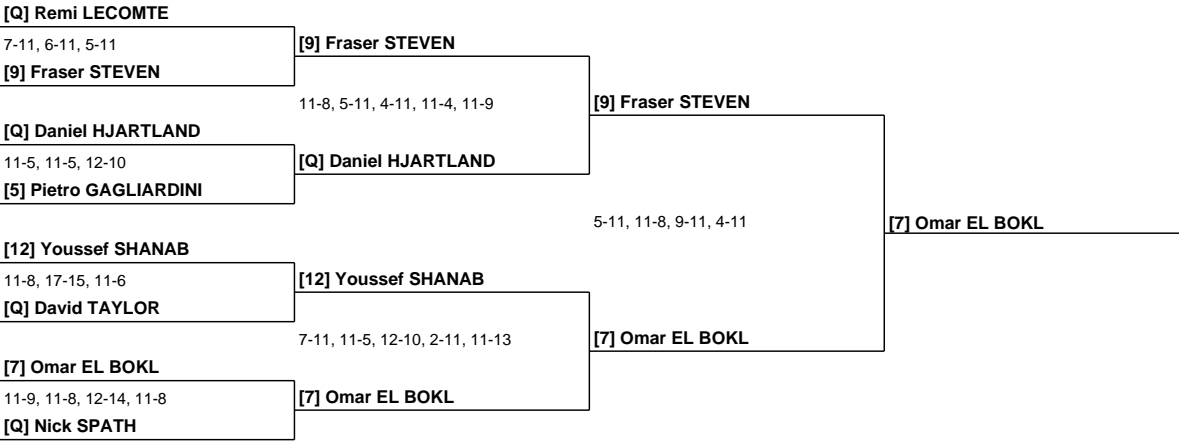 [Q] Remi LECOMTE
7-11, 6-11, 5-11
[9] Fraser STEVEN
[9] Fraser STEVEN
11-8, 5-11, 4-11, 11-4, 11-9
[9] Fraser STEVEN
[Q] Daniel HJARTLAND
11-5, 11-5, 12-10
[Q] Daniel HJARTLAND
[5] Pietro GAGLIARDINI
5-11, 11-8, 9-11, 4-11
[7] Omar EL BOKL
[12] Youssef SHANAB
11-8, 17-15, 11-6
[12] Youssef SHANAB
[Q] David TAYLOR
7-11, 11-5, 12-10, 2-11, 11-13
[7] Omar EL BOKL
[7] Omar EL BOKL
11-9, 11-8, 12-14, 11-8
[7] Omar EL BOKL
[Q] Nick SPATH